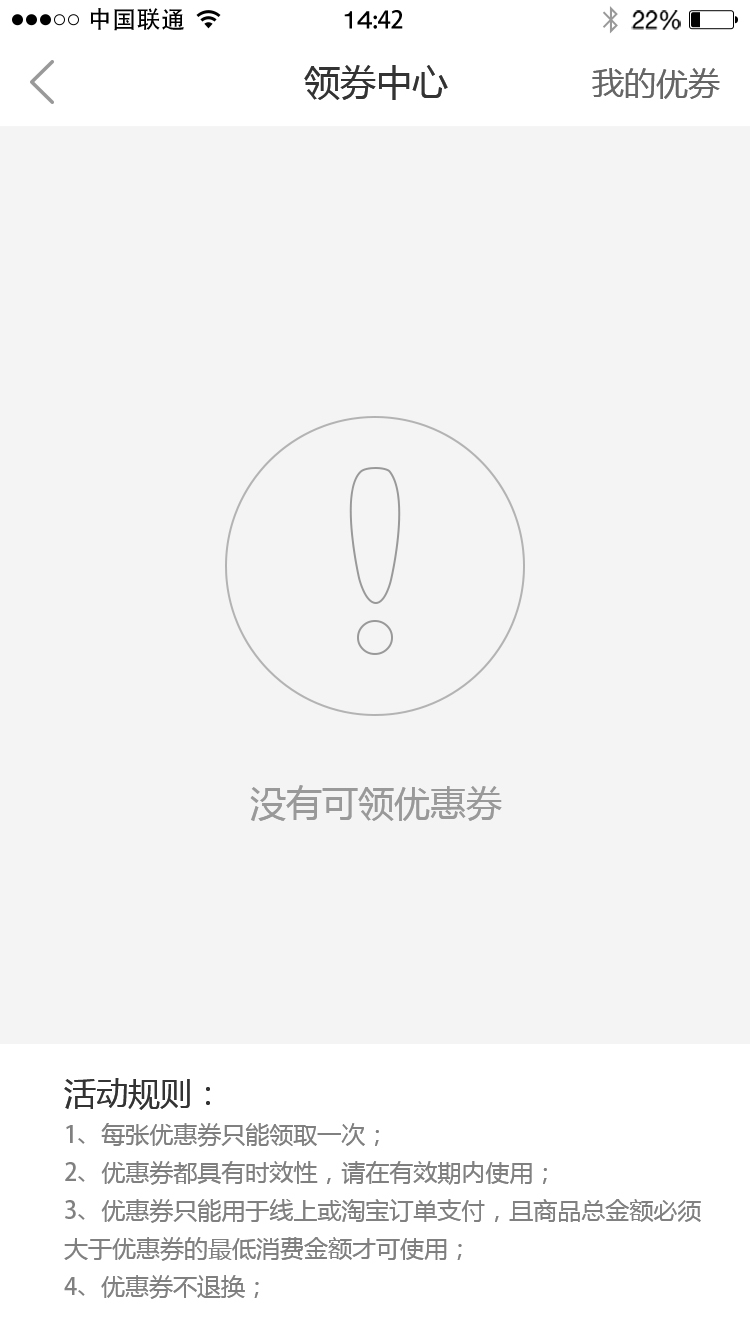 中国联通 14:42 22%
领券中心 我的优券
没有可领优惠券
活动规则：
1、每张优惠券只能领取一次；
2、优惠券都具有时效性，请在有效期内使用；
3、优惠券只能用于线上或淘宝订单支付，且商品总金额必须
大于优惠券的最低消费金额才可使用；
4、优惠券不退换；